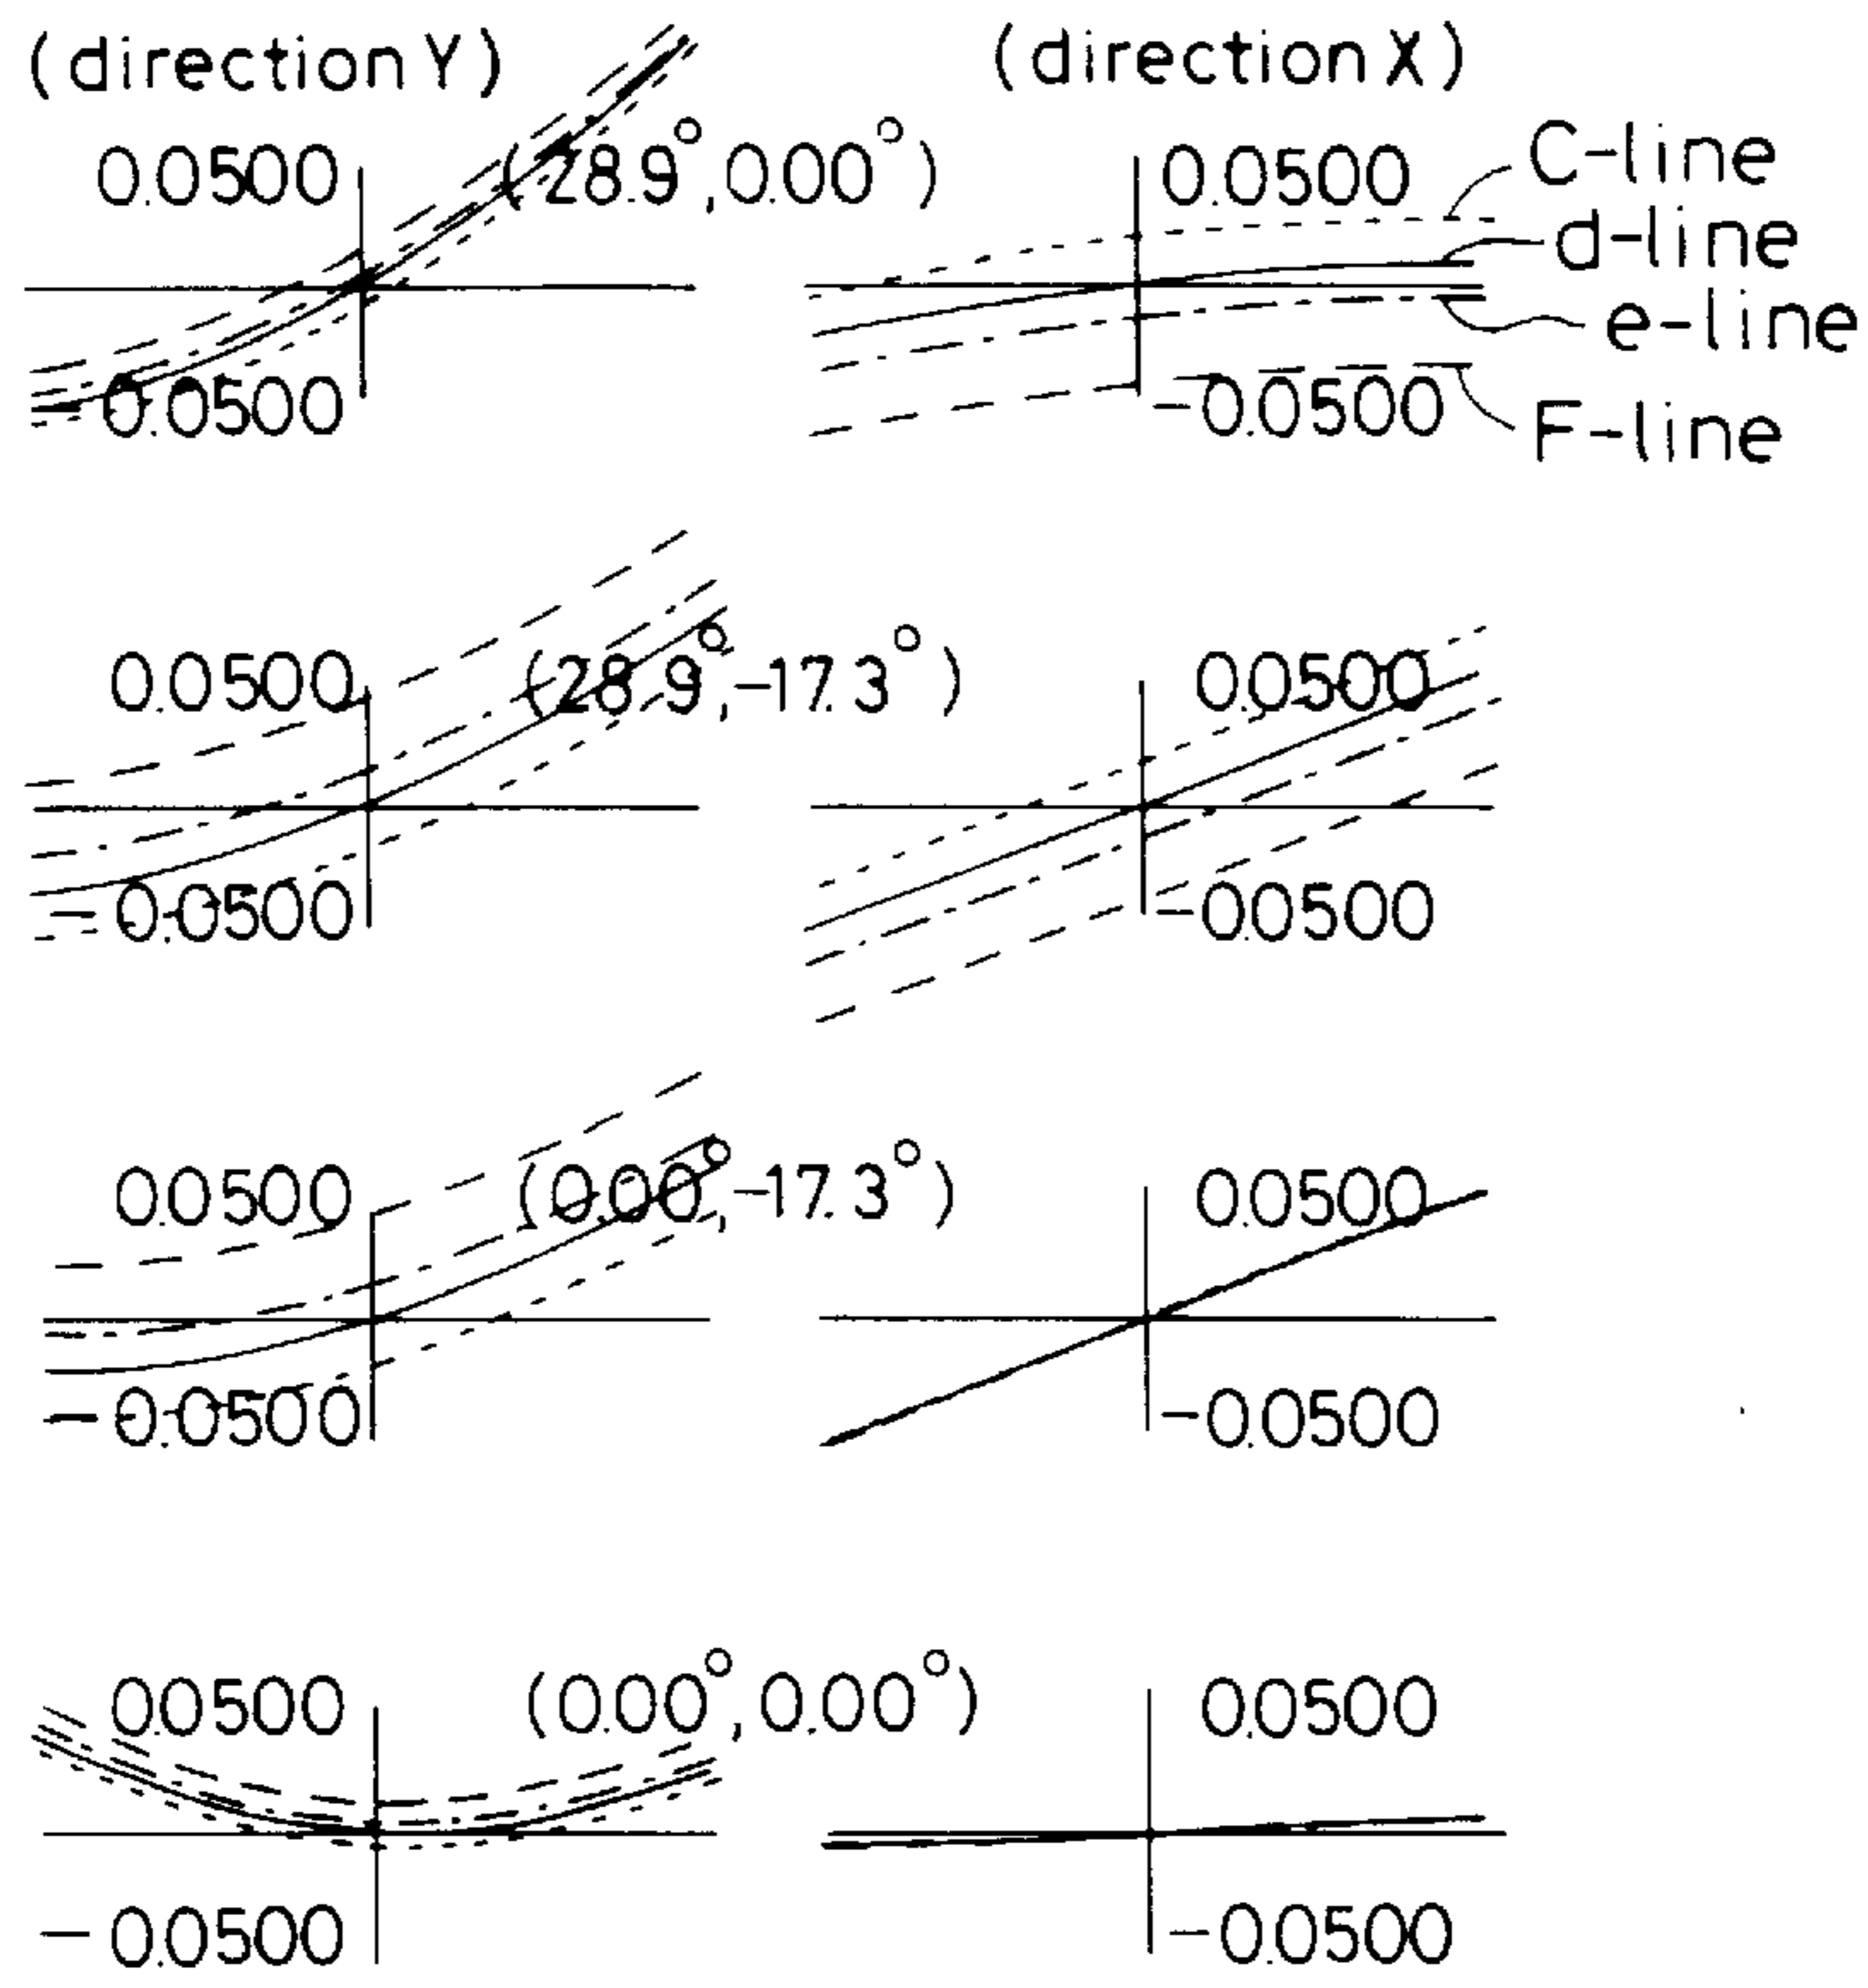 (direction Y) (direction X)
0.0500 (28.9°, 0.00°) 0.0500 C-line
d-line
e-line
-0.0500 -0.0500 F-line
0.0500 (28.9°, -17.3°) 0.0500
-0.0500 -0.0500
0.0500 (0.00°, -17.3°) 0.0500
-0.0500 -0.0500
0.0500 (0.00°, 0.00°) 0.0500
-0.0500 -0.0500